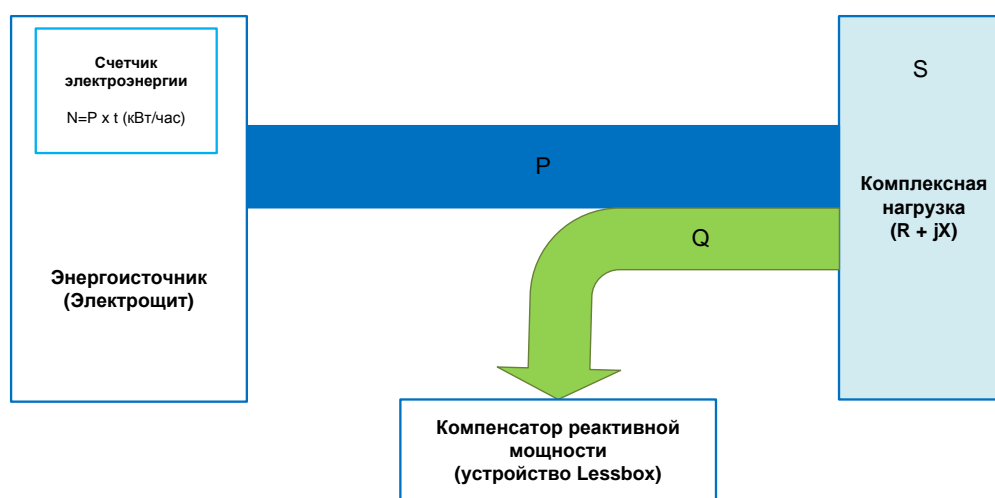 Счетчик
электроэнергии
N=P x t (кВт/час)
Энергоисточник
(Электрощит)
P
Q
S
Комплексная
нагрузка
(R + jX)
Компенсатор реактивной
мощности
(устройство Lessbox)